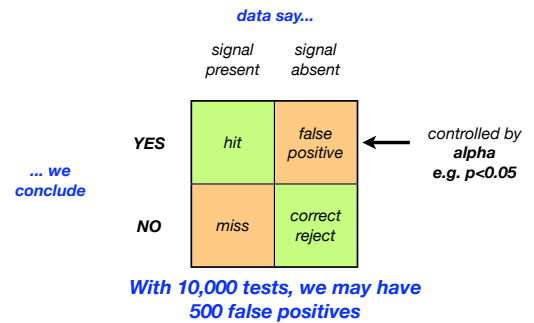 data say...
signal
present
signal
absent
YES
hit
false
positive
controlled by
alpha
e.g. p<0.05
... we
conclude
NO
miss
correct
reject
With 10,000 tests, we may have
500 false positives